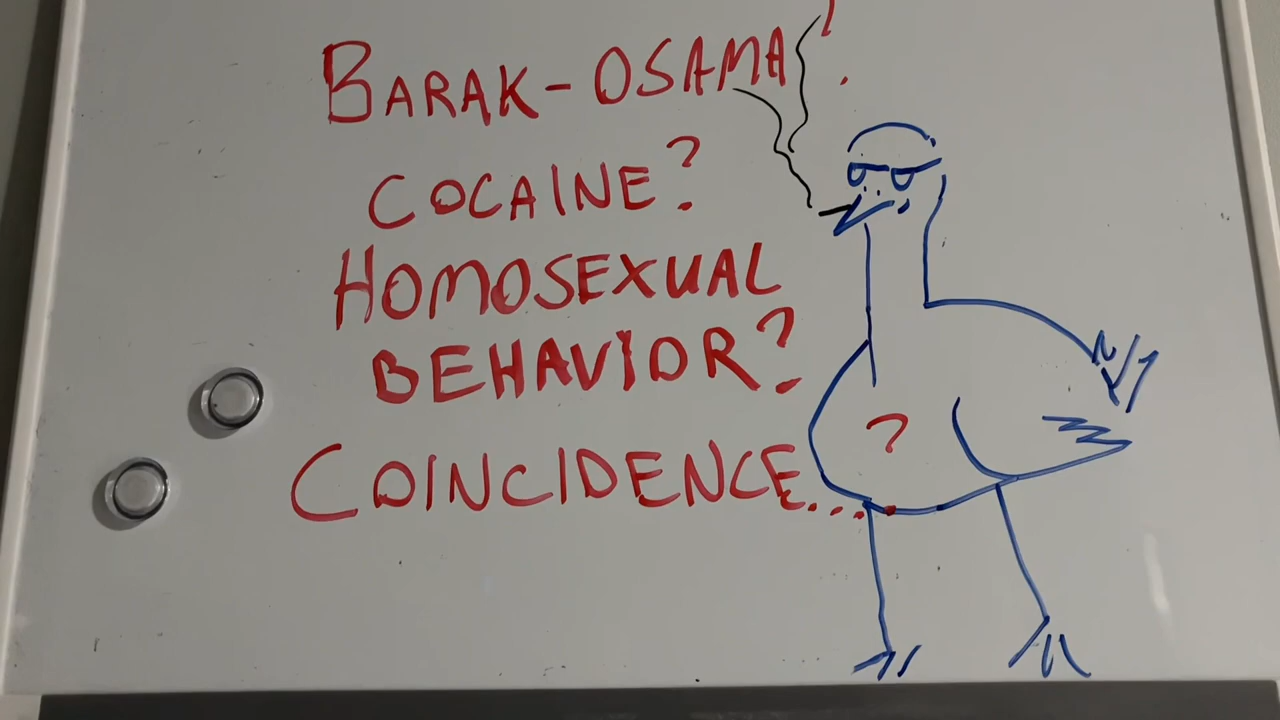 BARAK-OSAMA?
COCAINE?
HOMOSEXUAL
BEHAVIOR?
COINCIDENCE....?